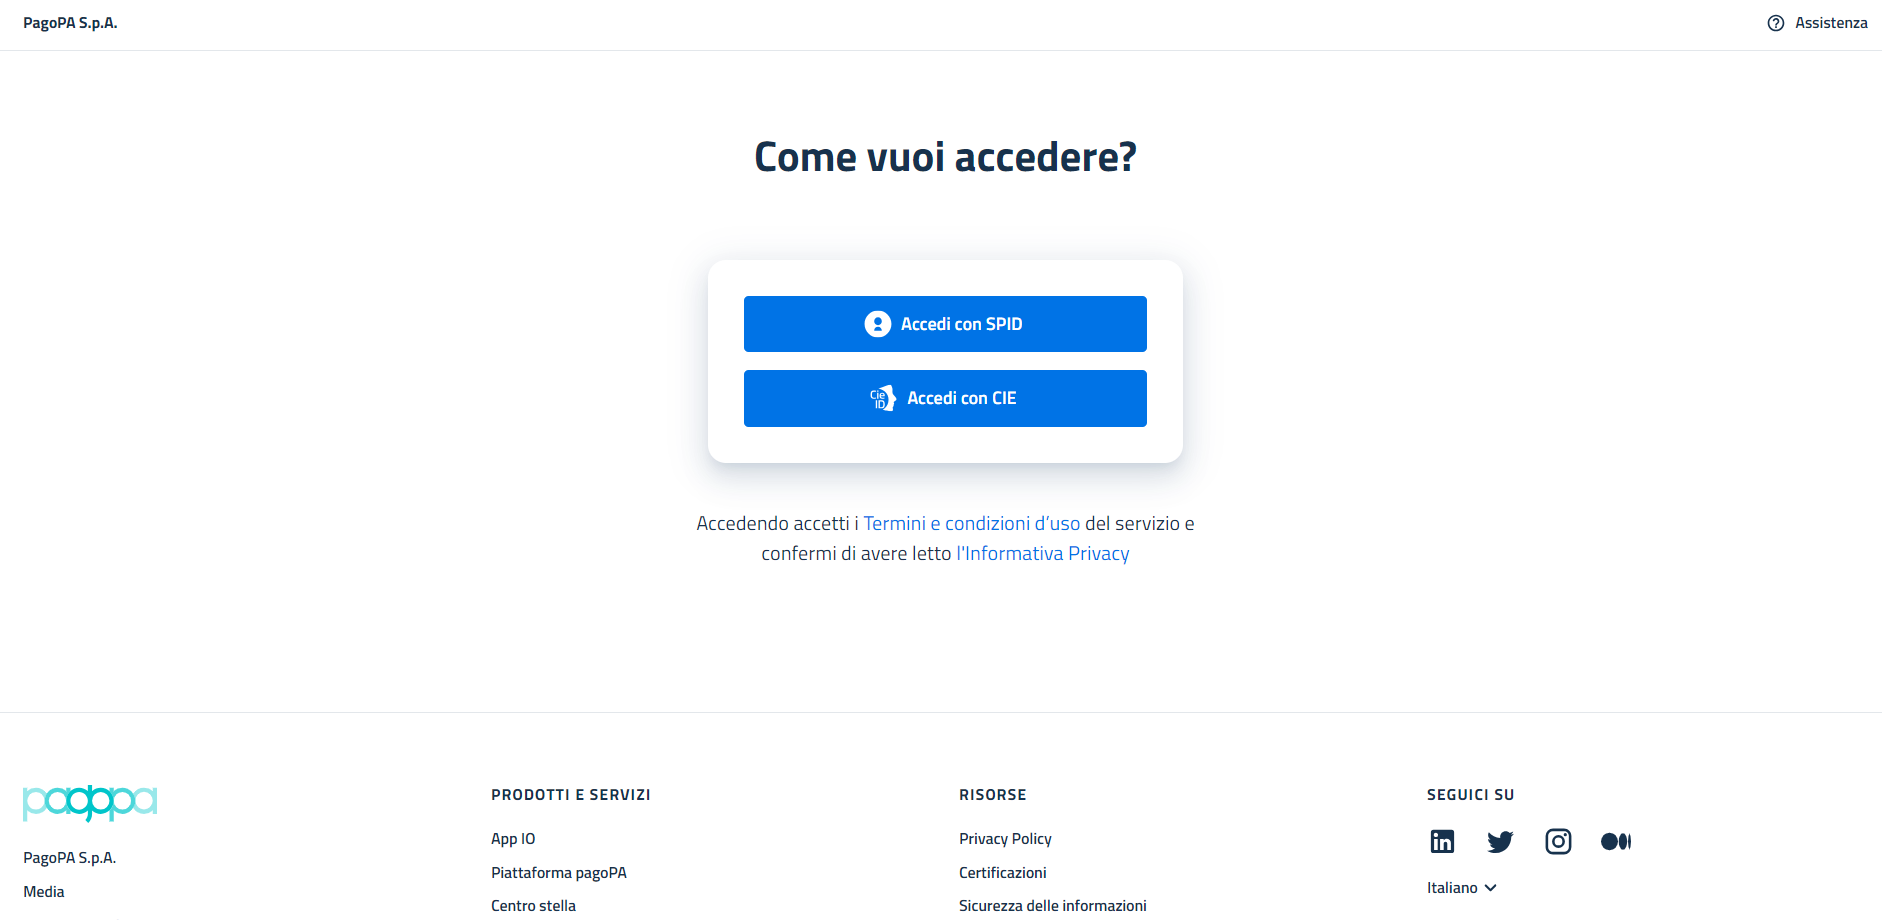 PagoPA S.p.A.
Assistenza
Come vuoi accedere?
Accedi con SPID
Cie ID
Accedi con CIE
Accedendo accetti i Termini e condizioni d’uso del servizio e
confermi di avere letto l'Informativa Privacy
pagopa
PagoPA S.p.A.
Media
PRODOTTI E SERVIZI
App IO
Piattaforma pagoPA
Centro stella
RISORSE
Privacy Policy
Certificazioni
Sicurezza delle informazioni
SEGUICI SU
in
Italiano